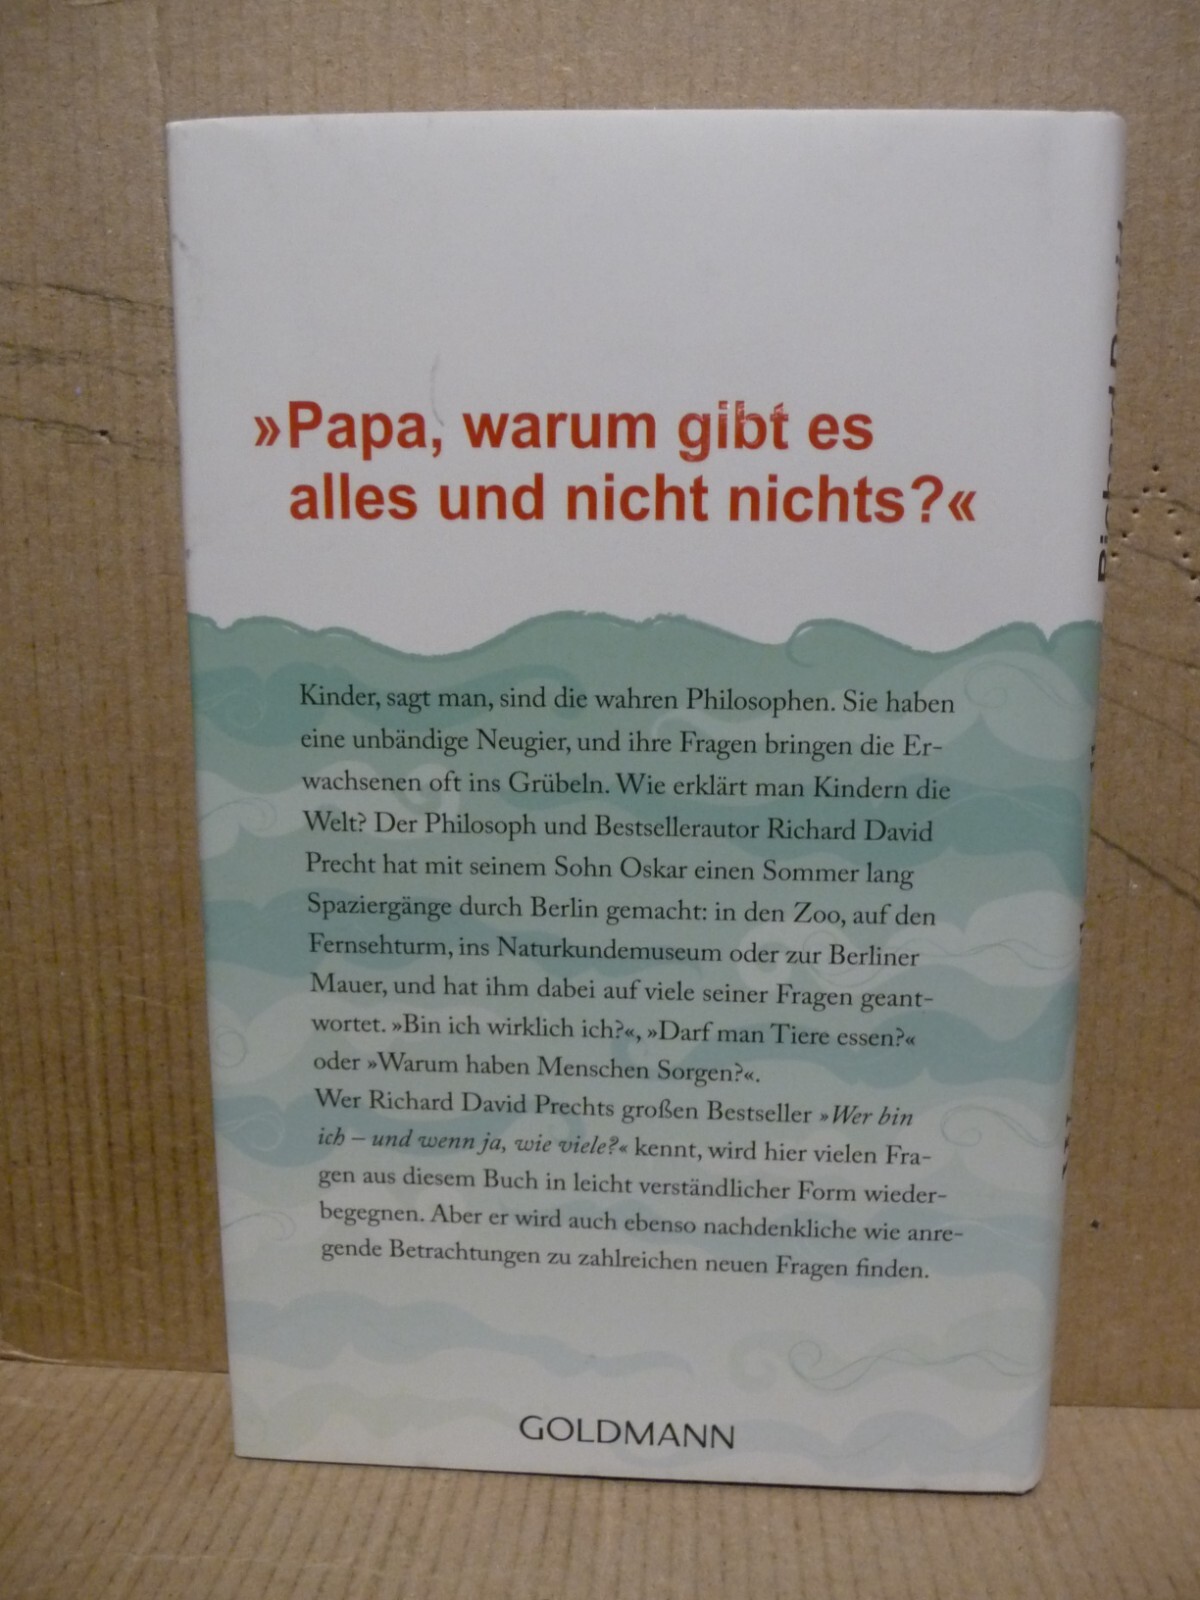 »Papa, warum gibt es
alles und nicht nichts?«
Kinder, sagt man, sind die wahren Philosophen. Sie haben
eine unbändige Neugier, und ihre Fragen bringen die Er-
wachsenen oft ins Grübeln. Wie erklärt man Kindern die
Welt? Der Philosoph und Bestsellerautor Richard David
Precht hat mit seinem Sohn Oskar einen Sommer lang
Spaziergänge durch Berlin gemacht: in den Zoo, auf den
Fernsehturm, ins Naturkundemuseum oder zur Berliner
Mauer, und hat ihm dabei auf viele seiner Fragen geant-
wortet. »Bin ich wirklich ich?«, »Darf man Tiere essen?«
oder »Warum haben Menschen Sorgen?«.
Wer Richard David Prechts großen Bestseller »Wer bin
ich – und wenn ja, wie viele?« kennt, wird hier vielen Fra-
gen aus diesem Buch in leicht verständlicher Form wieder-
begegnen. Aber er wird auch ebenso nachdenkliche wie anre-
gende Betrachtungen zu zahlreichen neuen Fragen finden.
GOLDMANN
Richard David